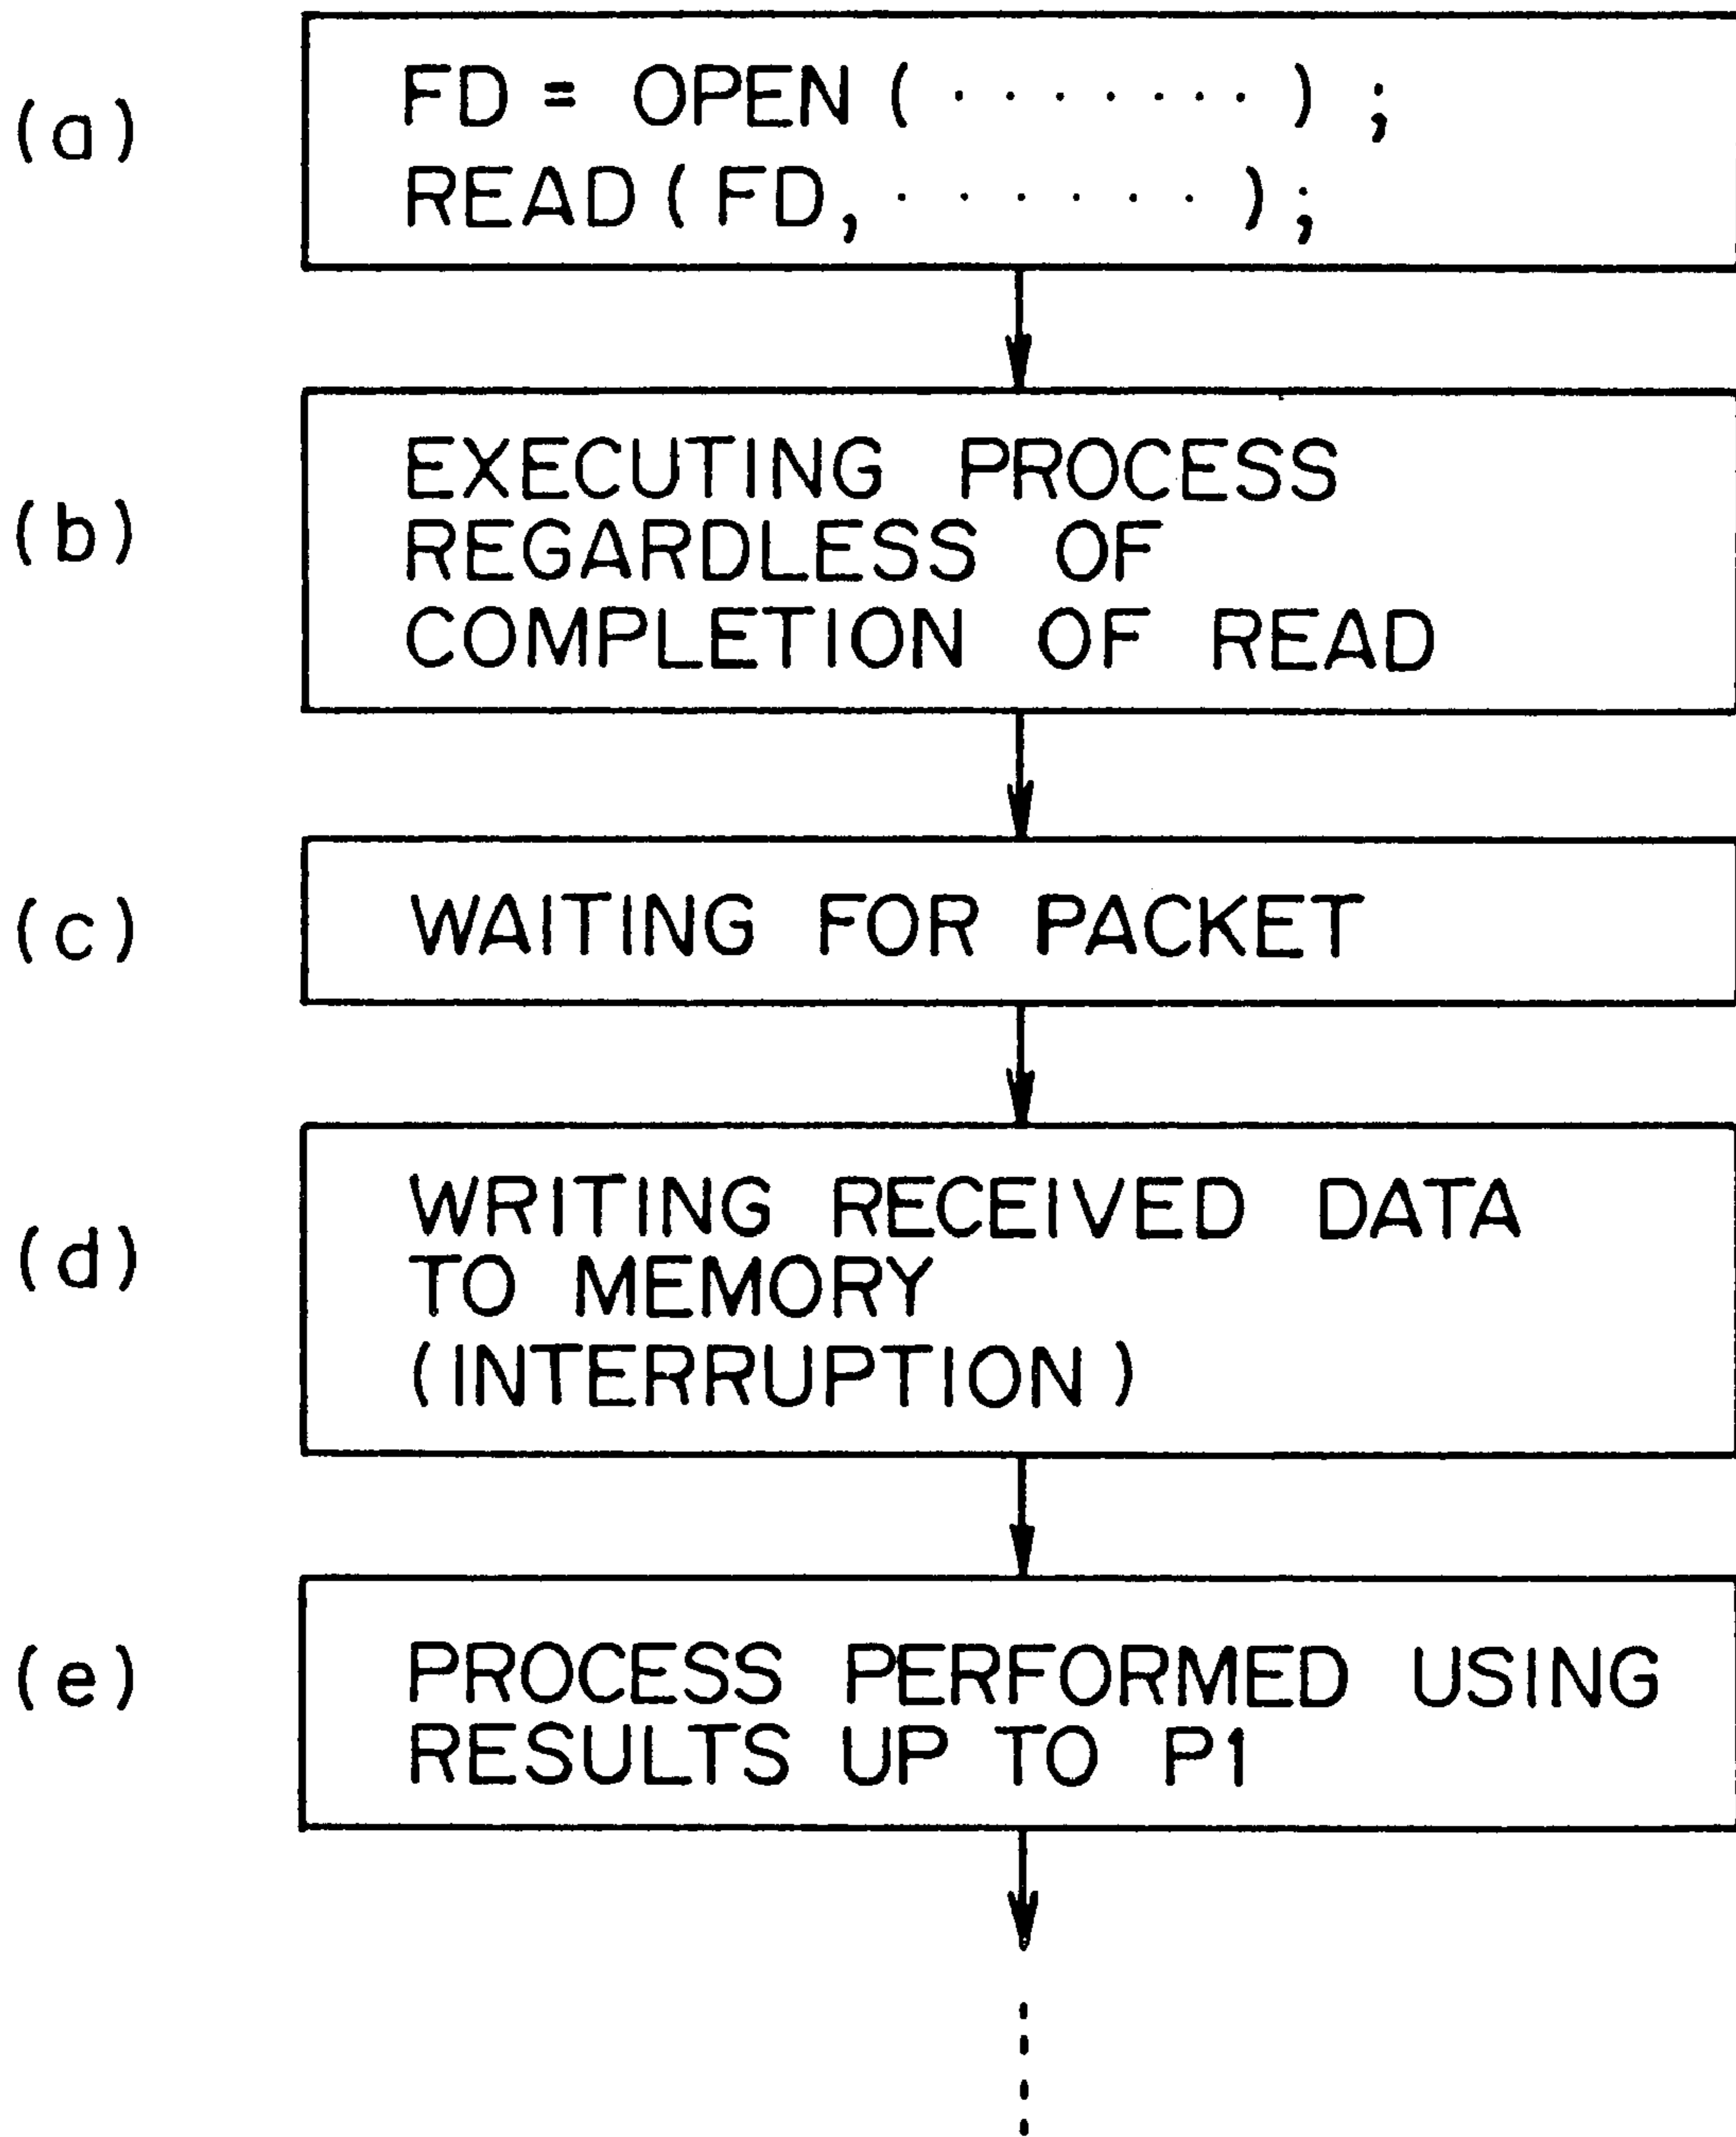 (a)
FD = OPEN ( · · · · · · · ) ;
READ ( FD, · · · · · · ) ;
(b)
EXECUTING PROCESS
REGARDLESS OF
COMPLETION OF READ
(c)
WAITING FOR PACKET
(d)
WRITING RECEIVED DATA
TO MEMORY
(INTERRUPTION)
(e)
PROCESS PERFORMED USING
RESULTS UP TO P1